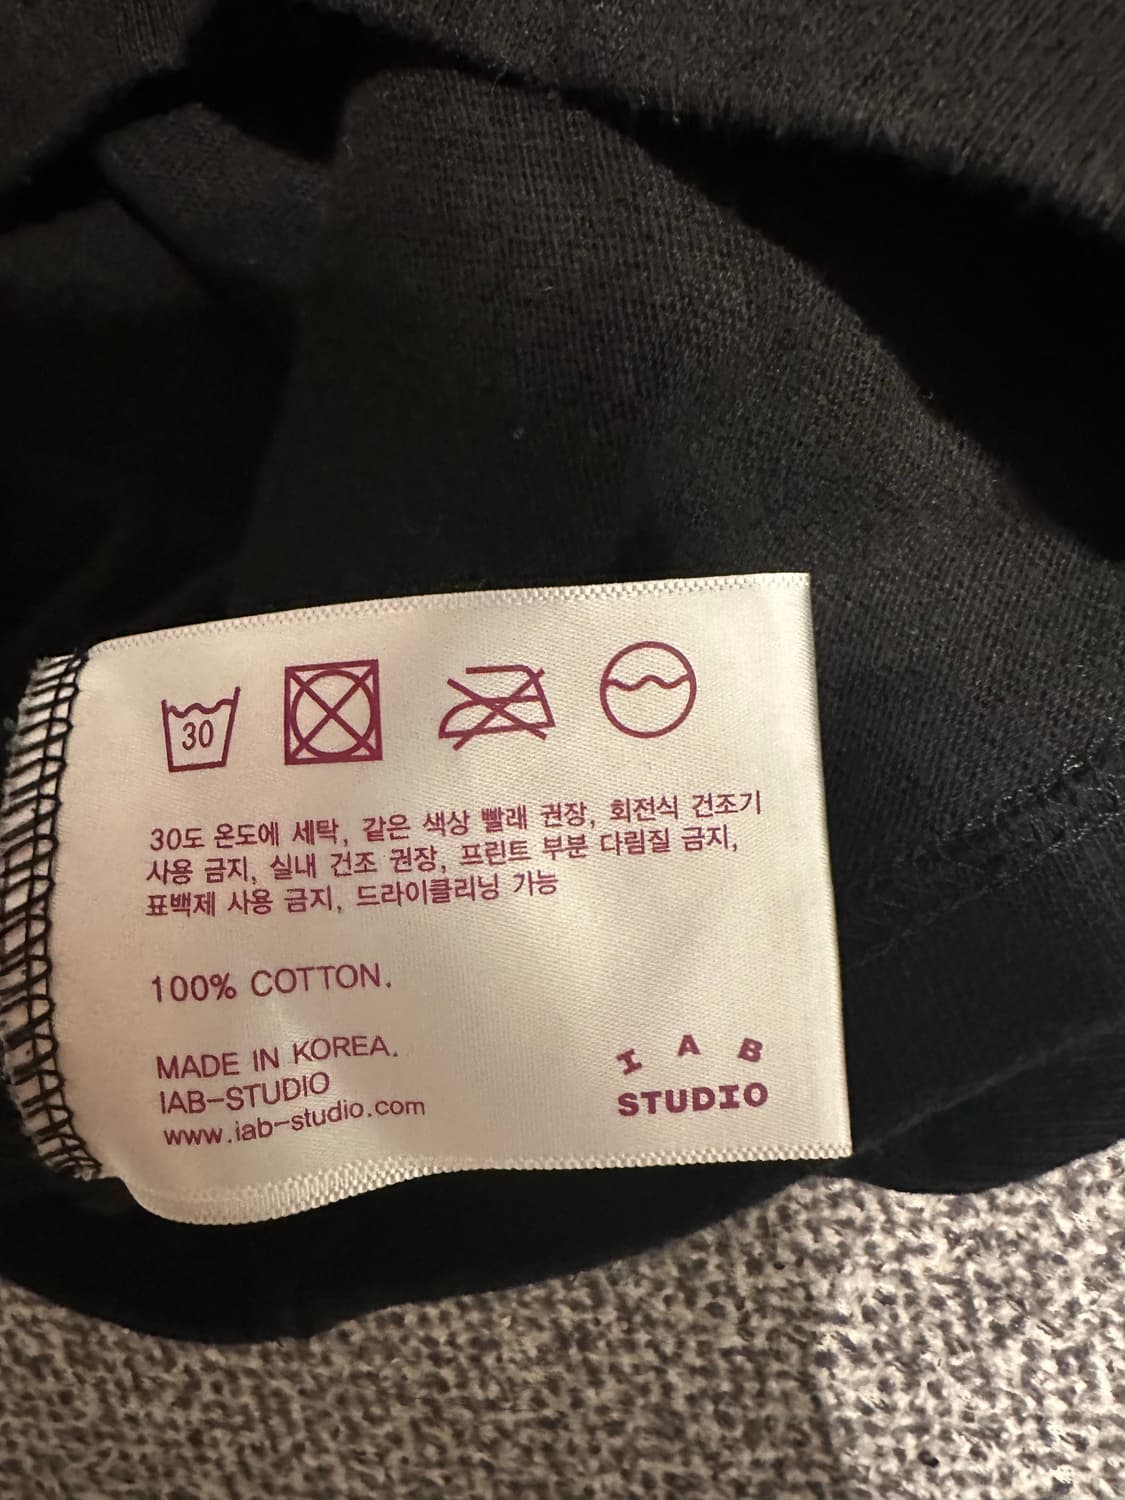 30
30도 온도에 세탁, 같은 색상 빨래 권장, 회전식 건조기
사용 금지, 실내 건조 권장, 프린트 부분 다림질 금지,
표백제 사용 금지, 드라이클리닝 가능
100% COTTON.
MADE IN KOREA.
IAB-STUDIO
www.iab-studio.com
I A B
STUDIO